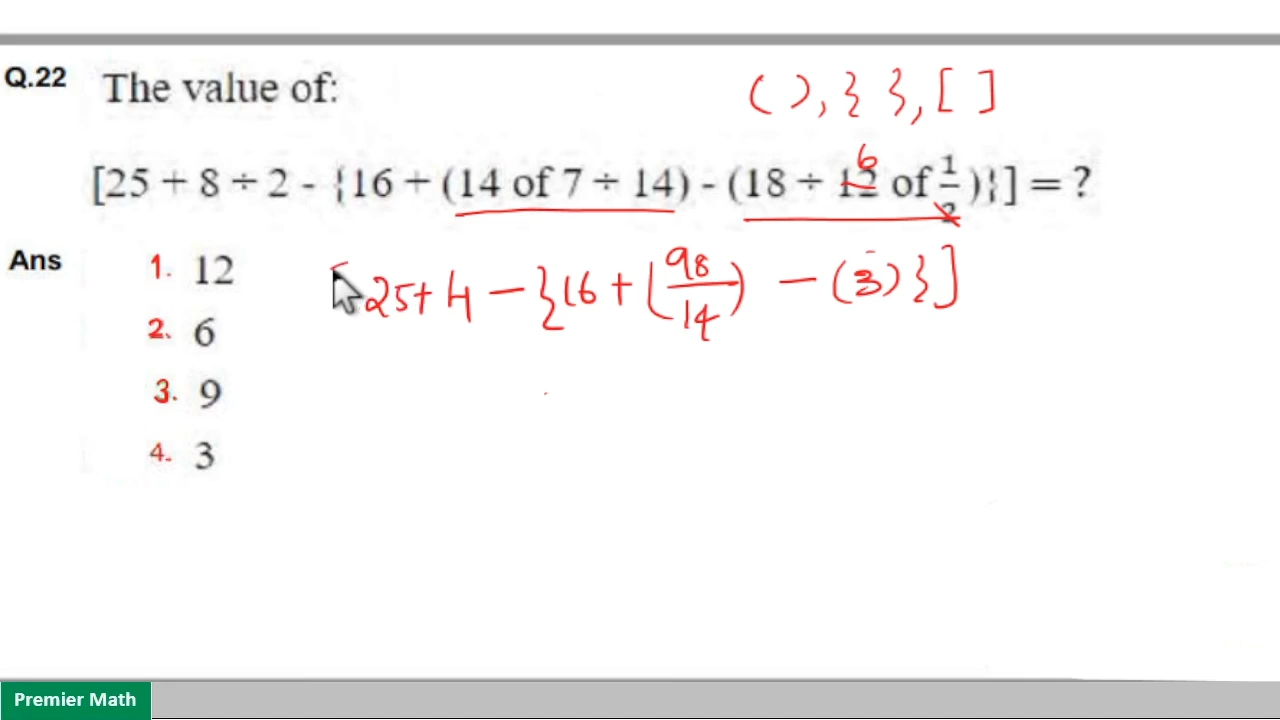 Q.22 The value of:
( ), { }, [ ]
[25 + 8 ÷ 2 - {16 + (14 of 7 ÷ 14) - (18 ÷ 12 of 1/2)}] = ?
6
Ans
1. 12
[25+4 - {16 + (98/14) - (3)}]
2. 6
3. 9
4. 3
Premier Math